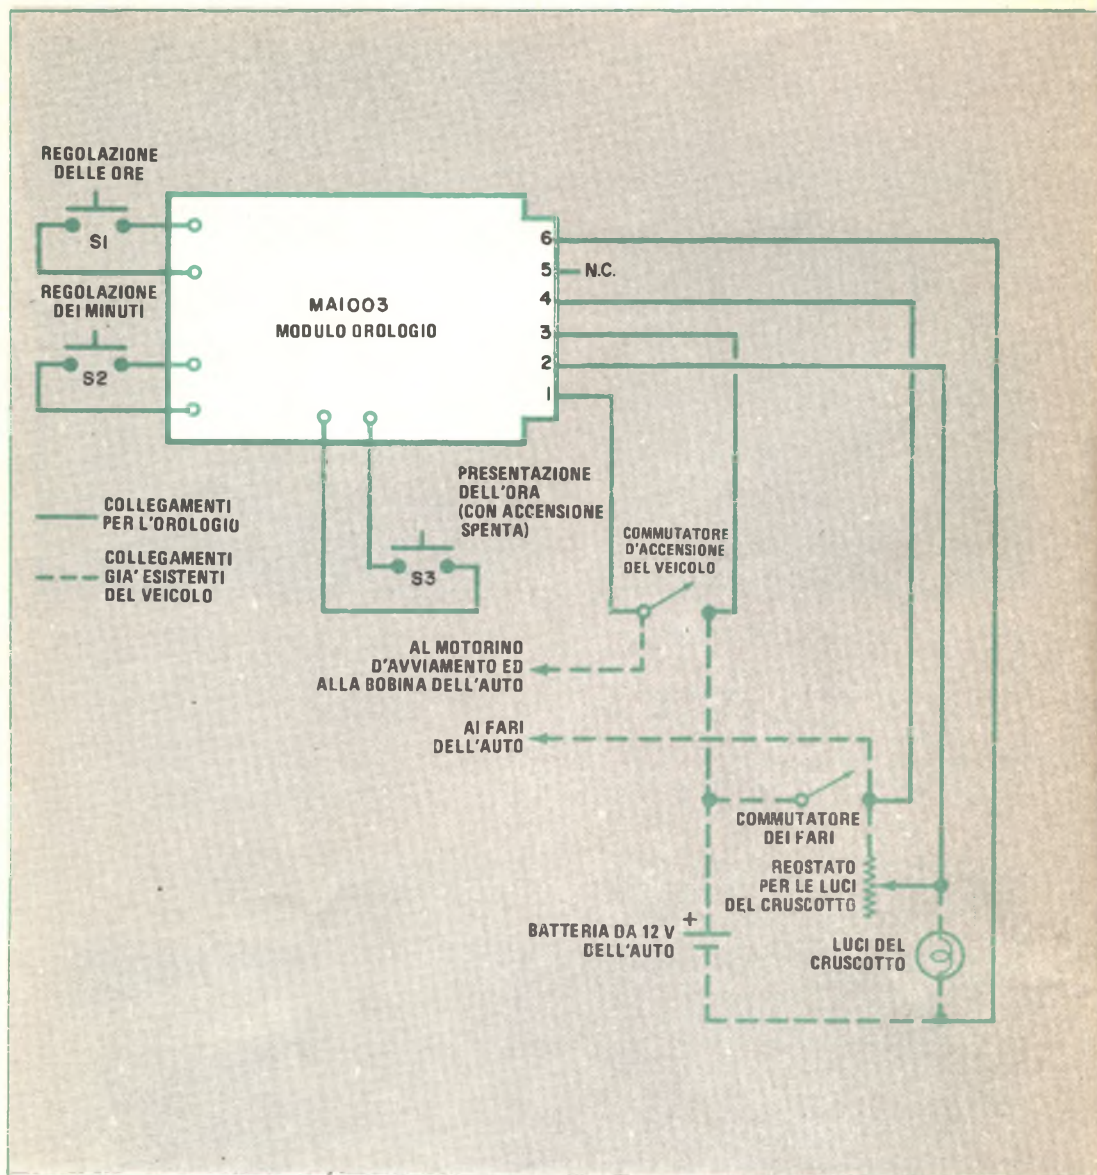 REGOLAZIONE
DELLE ORE
S1
REGOLAZIONE
DEI MINUTI
S2
MA1003
MODULO OROLOGIO
6
5 N.C.
4
3
2
1
PRESENTAZIONE
DELL'ORA
(CON ACCENSIONE
SPENTA)
S3
COLLEGAMENTI
PER L'OROLOGIO
COLLEGAMENTI
GIA' ESISTENTI
DEL VEICOLO
COMMUTATORE
D'ACCENSIONE
DEL VEICOLO
AL MOTORINO
D'AVVIAMENTO ED
ALLA BOBINA DELL'AUTO
AI FARI
DELL'AUTO
COMMUTATORE
DEI FARI
REOSTATO
PER LE LUCI
DEL CRUSCOTTO
+
BATTERIA DA 12 V
DELL'AUTO
LUCI DEL
CRUSCOTTO